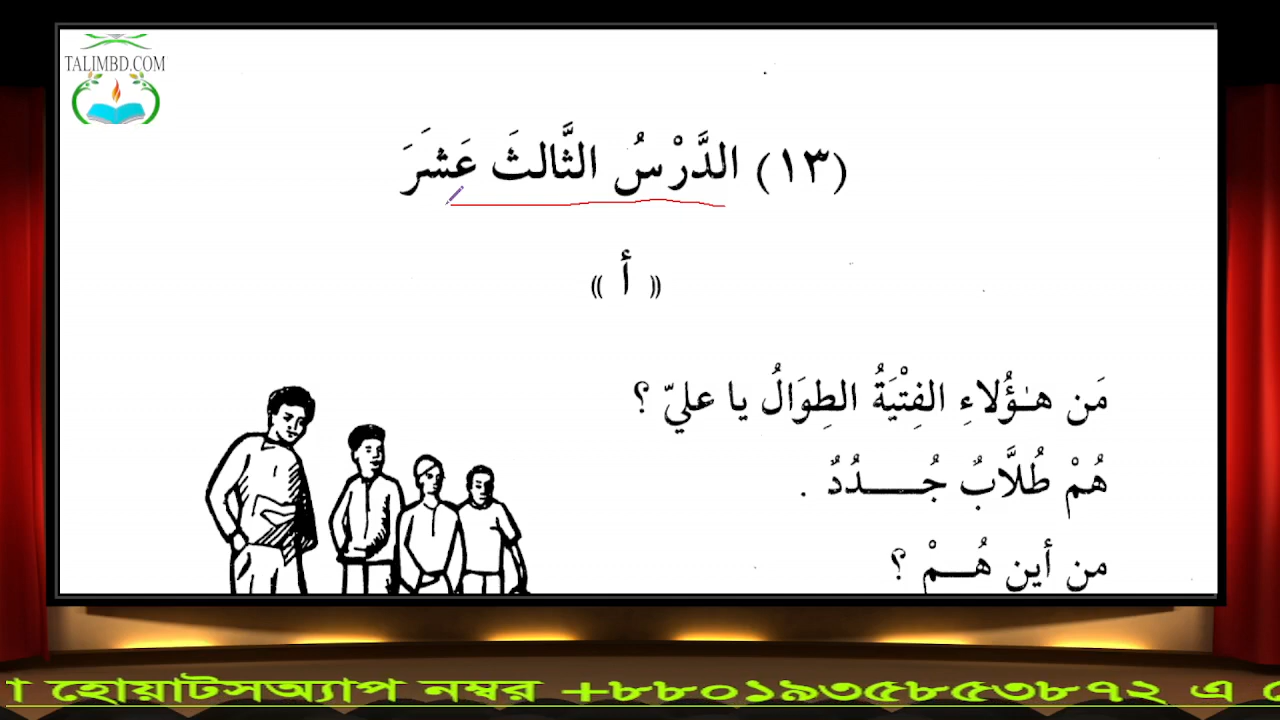 TALIMBD.COM
(١٣) الدَّرْسُ الثَّالثَ عَشَرَ
« أ »
مَن هـٰؤُلاءِ الفِتْيَةُ الطِوَالُ يا عليّ ؟
هُمْ طُلَّابٌ جُـــدُدٌ .
من أين هُـــمْ ؟
া হোয়াটসঅ্যাপ নম্বর +৮৮০১৯৩৫৮৫৩৮৭২ এ